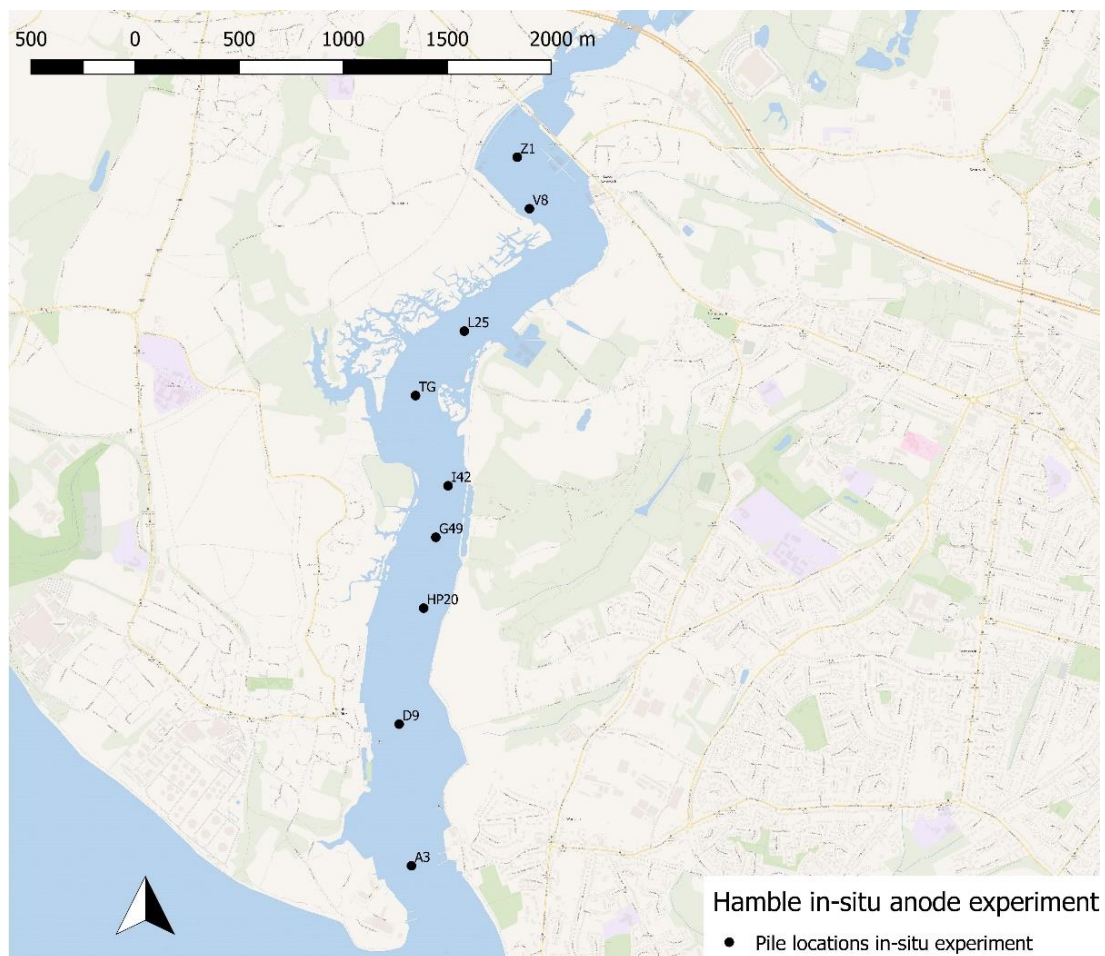 500 0 500 1000 1500 2000 m
Z1
V8
L25
TG
I42
G49
HP20
D9
A3
Hamble in-situ anode experiment
Pile locations in-situ experiment